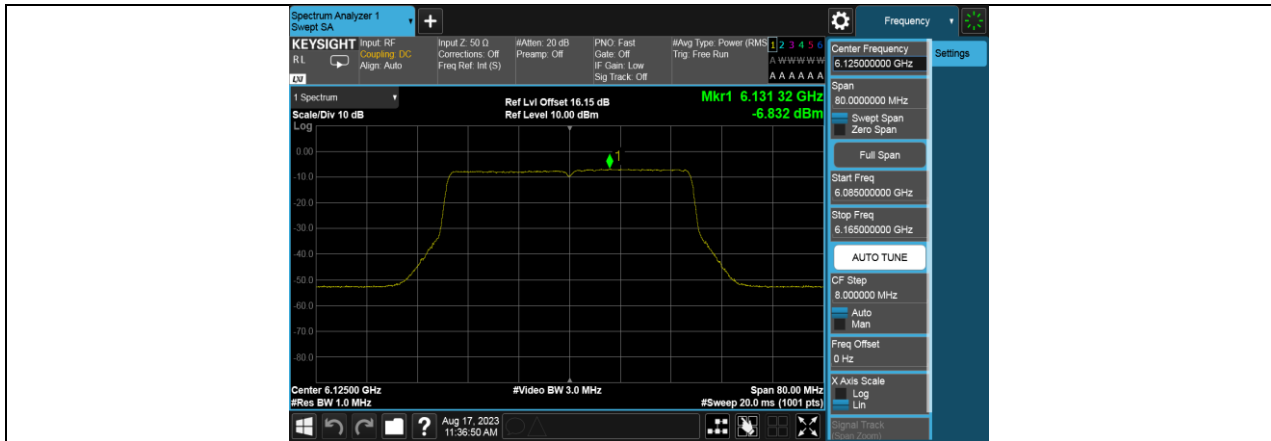 Spectrum Analyzer 1
Swept SA
Frequency
KEYSIGHT
RL
LXI
Input: RF
Coupling: DC
Align: Auto
Input Z: 50 Ω
Corrections: Off
Freq Ref: Int (S)
#Atten: 20 dB
Preamp: Off
PNO: Fast
Gate: Off
IF Gain: Low
Sig Track: Off
#Avg Type: Power (RMS
Trig: Free Run
1 2 3 4 5 6
A W W W W W
A A A A A A
1 Spectrum
Scale/Div 10 dB
Log
Ref Lvl Offset 16.15 dB
Ref Level 10.00 dBm
Mkr1 6.131 32 GHz
-6.832 dBm
1
0.00
-10.0
-20.0
-30.0
-40.0
-50.0
-60.0
-70.0
-80.0
Center 6.12500 GHz
#Res BW 1.0 MHz
#Video BW 3.0 MHz
Span 80.00 MHz
#Sweep 20.0 ms (1001 pts)
?
Aug 17, 2023
11:36:50 AM
Center Frequency
6.125000000 GHz
Settings
Span
80.0000000 MHz
Swept Span
Zero Span
Full Span
Start Freq
6.085000000 GHz
Stop Freq
6.165000000 GHz
AUTO TUNE
CF Step
8.000000 MHz
Auto
Man
Freq Offset
0 Hz
X Axis Scale
Log
Lin
Signal Track
(Span Zoom)